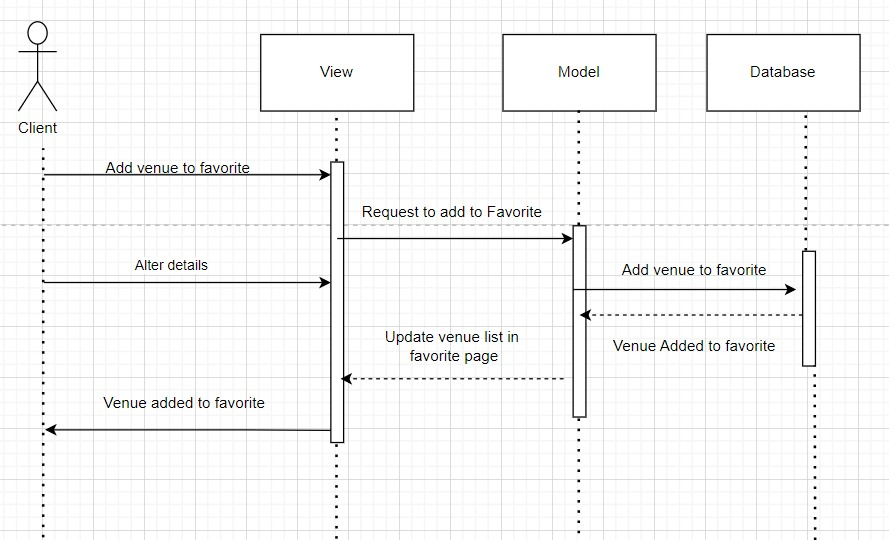 View
Model
Database
Client
Add venue to favorite
Request to add to Favorite
Alter details
Add venue to favorite
Update venue list in
favorite page
Venue Added to favorite
Venue added to favorite